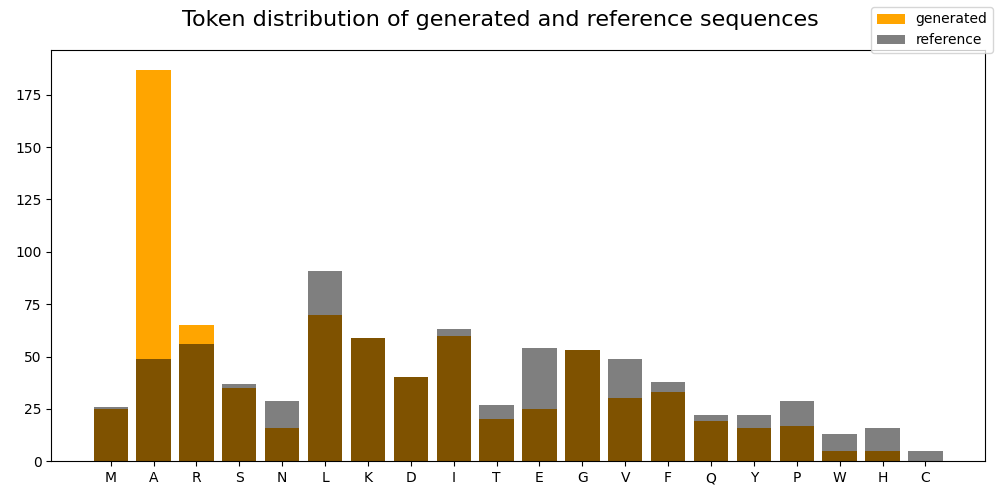 Token distribution of generated and reference sequences
generated
reference
175
150
125
100
75
50
25
0
M A R S N L K D I T E G V F Q Y P W H C